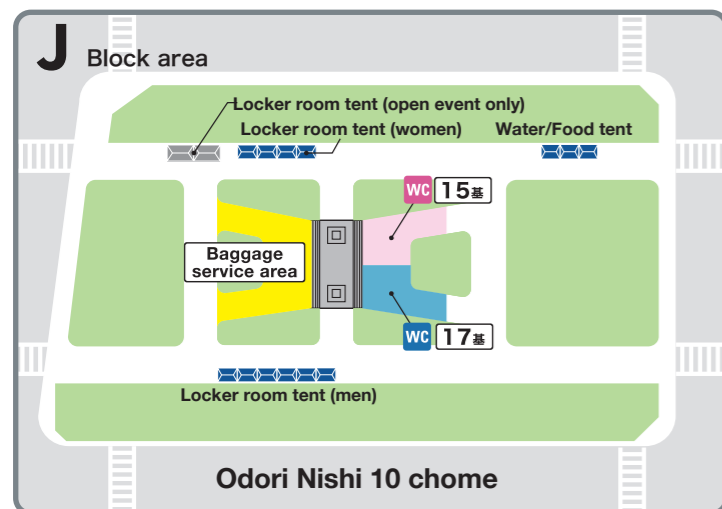 J Block area
Locker room tent (open event only)
Locker room tent (women)
Water/Food tent
WC 15基
Baggage
service area
WC 17基
Locker room tent (men)
Odori Nishi 10 chome